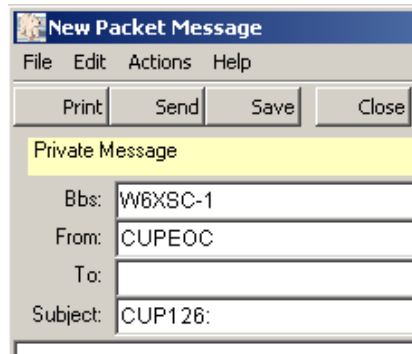 New Packet Message
File Edit Actions Help
Print Send Save Close
Private Message
Bbs: W6XSC-1
From: CUPEOC
To:
Subject: CUP126: